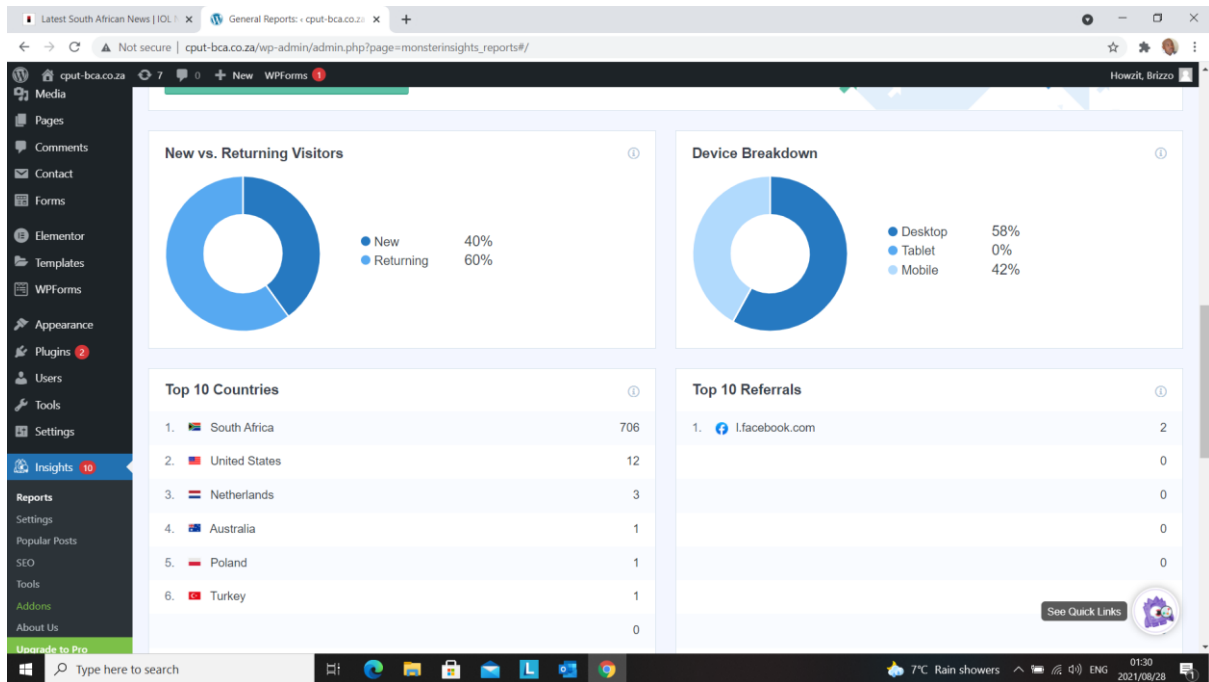 Latest South African News | IOL N
General Reports: ‹ cput-bca.co.za
Not secure | cput-bca.co.za/wp-admin/admin.php?page=monsterinsights_reports#/
cput-bca.co.za 7 0 + New WPForms 1 Howzit, Brizzo
Media
Pages
Comments
Contact
Forms
Elementor
Templates
WPForms
Appearance
Plugins 2
Users
Tools
Settings
Insights 10
Reports
Settings
Popular Posts
SEO
Tools
Addons
About Us
Upgrade to Pro
New vs. Returning Visitors
New 40%
Returning 60%
Device Breakdown
Desktop 58%
Tablet 0%
Mobile 42%
Top 10 Countries
1. South Africa 706
2. United States 12
3. Netherlands 3
4. Australia 1
5. Poland 1
6. Turkey 1
0
Top 10 Referrals
1. l.facebook.com 2
0
0
0
0
See Quick Links
Type here to search
L
7°C Rain showers ENG
01:30
2021/08/28
1